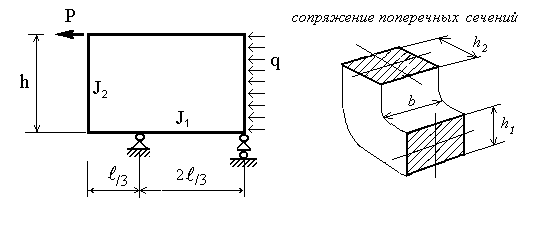 сопряжение поперечных сечений
P
h
J2
J1
q
ℓ/3
2ℓ/3
h2
b
h1